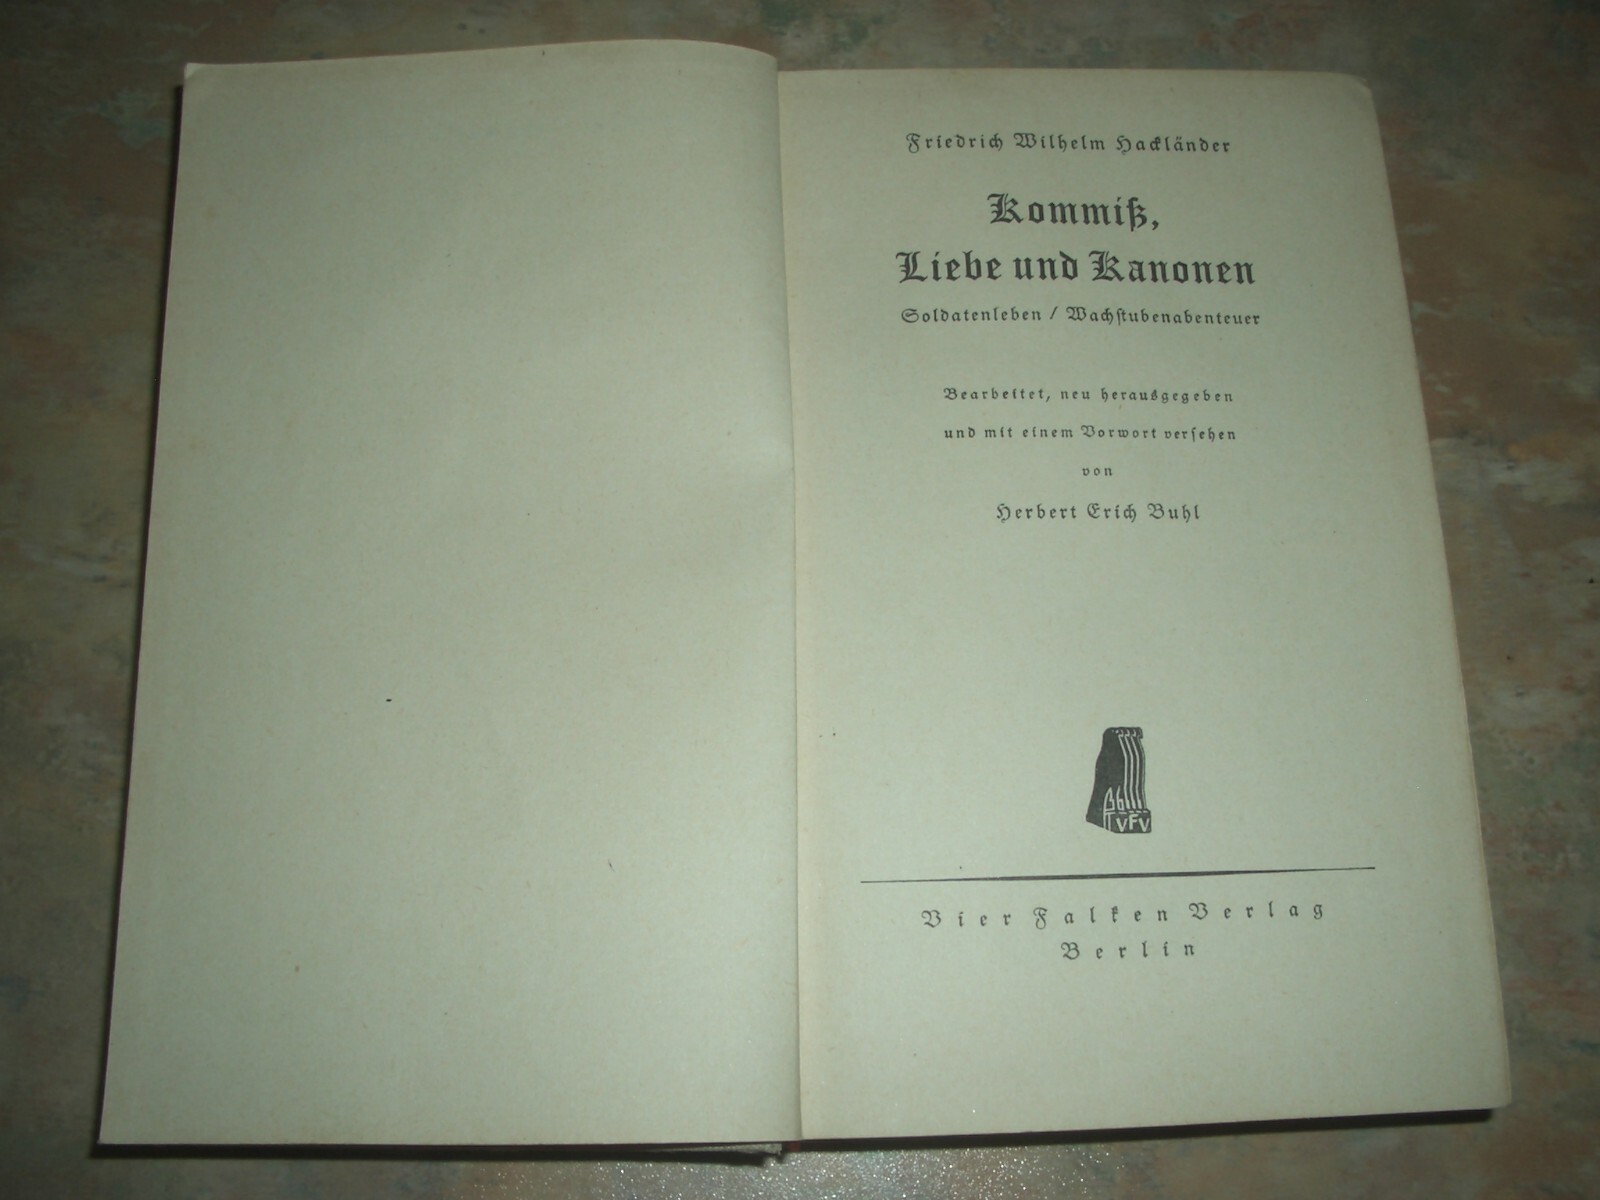 Friedrich Wilhelm Hackländer
Kommiß,
Liebe und Kanonen
Soldatenleben / Wachſtubenabenteuer
Bearbeitet, neu herausgegeben
und mit einem Vorwort verſehen
von
Herbert Erich Buhl
VFV
Vier Falken Verlag
Berlin